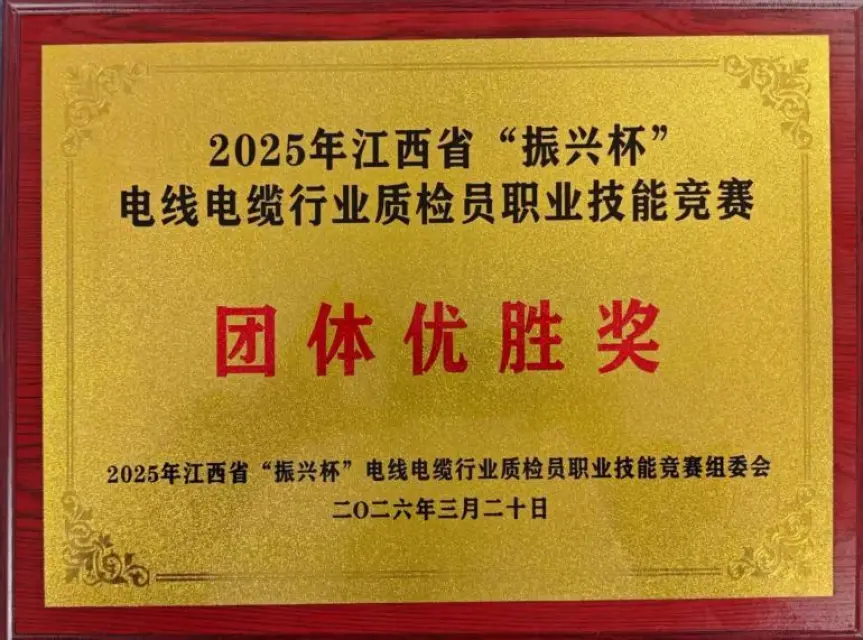 2025年江西省“振兴杯”
电线电缆行业质检员职业技能竞赛
团体优胜奖
2025年江西省“振兴杯”电线电缆行业质检员职业技能竞赛组委会
二〇二六年三月二十日